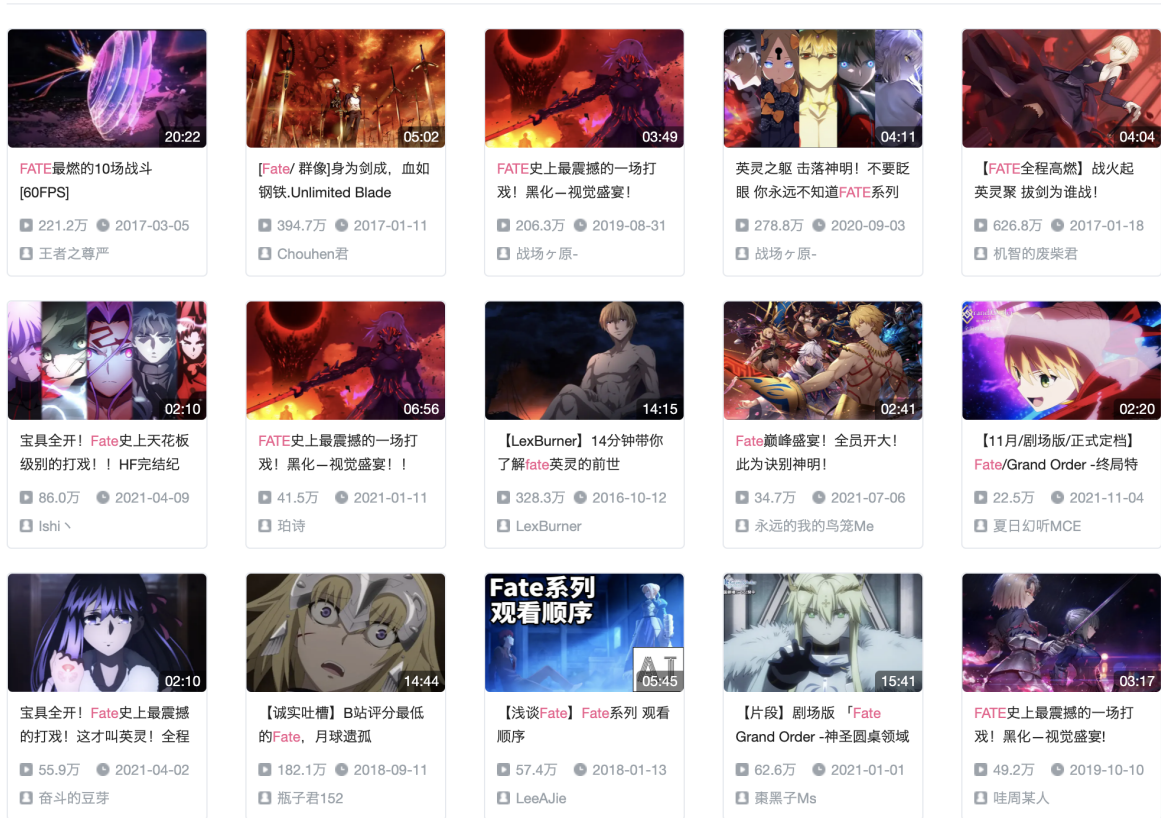 20:22
FATE最燃的10场战斗
[60FPS]
221.2万 2017-03-05
王者之尊严
05:02
[Fate/ 群像]身为剑成，血如
钢铁.Unlimited Blade
394.7万 2017-01-11
Chouhen君
03:49
FATE史上最震撼的一场打
戏！黑化—视觉盛宴！
206.3万 2019-08-31
战场ヶ原-
04:11
英灵之躯 击落神明！不要眨
眼 你永远不知道FATE系列
278.8万 2020-09-03
战场ヶ原-
04:04
【FATE全程高燃】战火起
英灵聚 拔剑为谁战！
626.8万 2017-01-18
机智的废柴君
02:10
宝具全开！Fate史上天花板
级别的打戏！！HF完结纪
86.0万 2021-04-09
Ishi丶
06:56
FATE史上最震撼的一场打
戏！黑化—视觉盛宴！！
41.5万 2021-01-11
珀诗
14:15
【LexBurner】14分钟带你
了解fate英灵的前世
328.3万 2016-10-12
LexBurner
02:41
Fate巅峰盛宴！全员开大！
此为诀别神明！
34.7万 2021-07-06
永远的我的鸟笼Me
02:20
【11月/剧场版/正式定档】
Fate/Grand Order -终局特
22.5万 2021-11-04
夏日幻听MCE
02:10
宝具全开！Fate史上最震撼
的打戏！这才叫英灵！全程
55.9万 2021-04-02
奋斗的豆芽
14:44
【诚实吐槽】B站评分最低
的Fate，月球遗孤
182.1万 2018-09-11
瓶子君152
Fate系列
观看顺序
AI
05:45
【浅谈Fate】Fate系列 观看
顺序
57.4万 2018-01-13
LeeAJie
15:41
【片段】剧场版 「Fate
Grand Order -神圣圆桌领域
62.6万 2021-01-01
棗黑子Ms
03:17
FATE史上最震撼的一场打
戏！黑化—视觉盛宴!
49.2万 2019-10-10
哇周某人